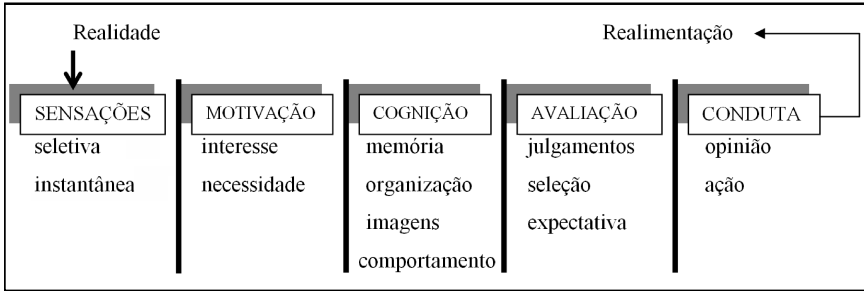 Realidade
Realimentação
SENSAÇÕES
seletiva
instantânea
MOTIVAÇÃO
interesse
necessidade
COGNIÇÃO
memória
organização
imagens
comportamento
AVALIAÇÃO
julgamentos
seleção
expectativa
CONDUTA
opinião
ação